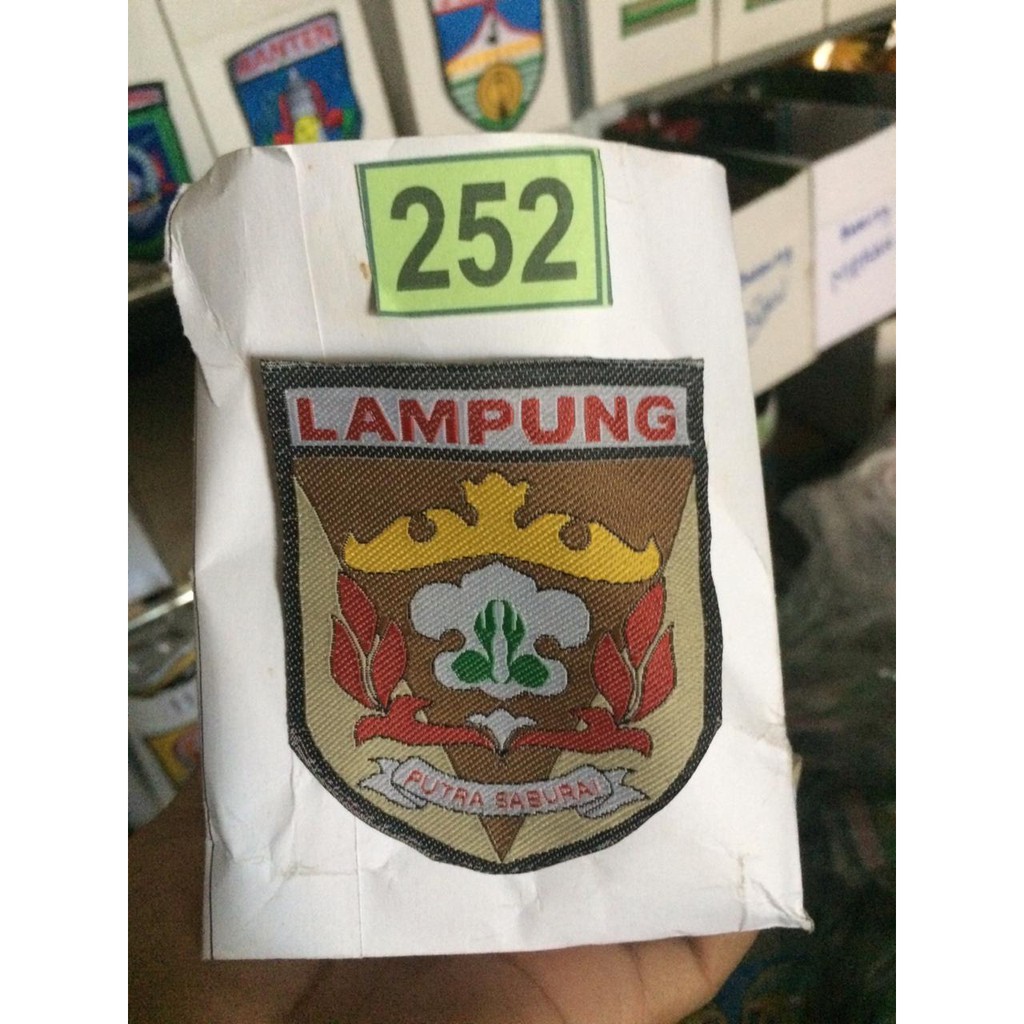 BANTEN
252
LAMPUNG
PUTRA SABURAI